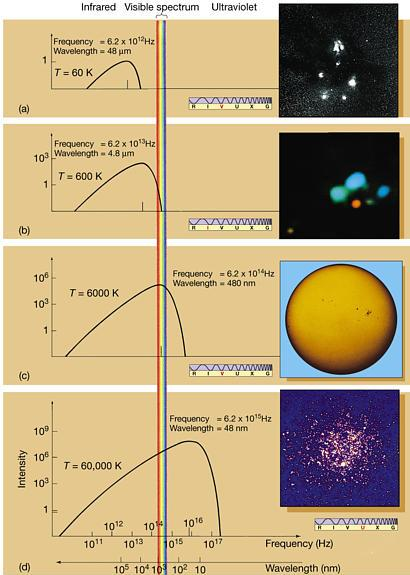 Infrared Visible spectrum Ultraviolet
Frequency = 6.2 x 10¹²Hz
Wavelength = 48 μm
1
T = 60 K
(a)
R I V U X G
Frequency = 6.2 x 10¹³Hz
Wavelength = 4.8 μm
10³
T = 600 K
1
(b)
R I V U X G
Frequency = 6.2 x 10¹⁴Hz
Wavelength = 480 nm
10⁶
T = 6000 K
10³
1
(c)
R I V U X G
Frequency = 6.2 x 10¹⁵Hz
Wavelength = 48 nm
10⁹
10⁶
T = 60,000 K
10³
1
Intensity
R I V U X G
10¹² 10¹⁴ 10¹⁶
10¹¹ 10¹³ 10¹⁵ 10¹⁷ Frequency (Hz)
(d) 10⁵ 10⁴ 10³ 10² 10 Wavelength (nm)